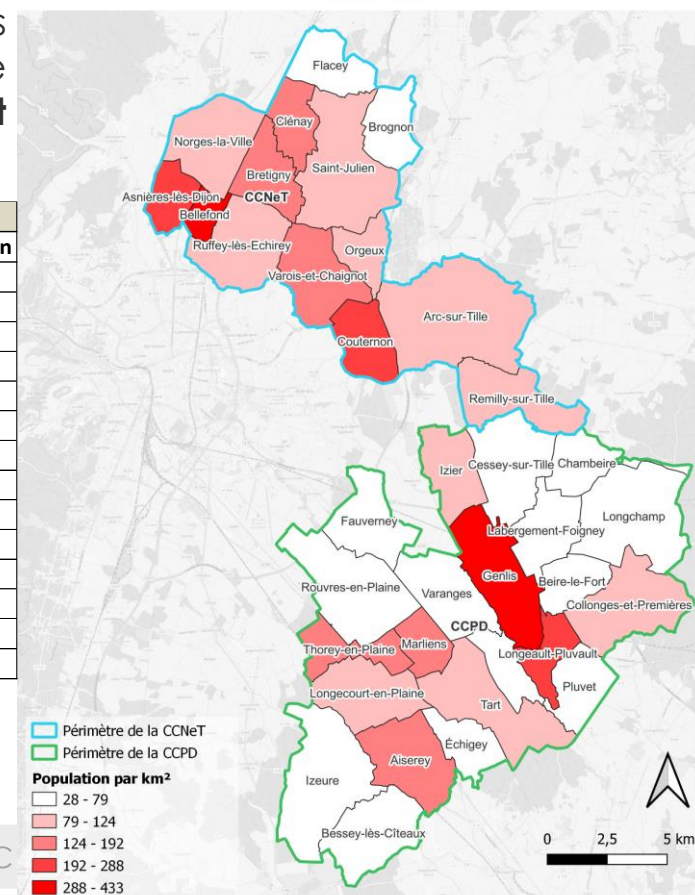 s
e
t
n
Flacey
Clénay
Brognon
Norges-la-Ville
Saint-Julien
Bretigny
Asnières-lès-Dijon
CCNeT
Bellefond
Ruffey-lès-Echirey
Orgeux
Varois-et-Chaignot
Arc-sur-Tille
Couternon
Remilly-sur-Tille
Izier
Cessey-sur-Tille
Chambeire
Fauverney
Labergement-Foigney
Longchamp
Genlis
Beire-le-Fort
Rouvres-en-Plaine
Varanges
Collonges-et-Premières
CCPD
Thorey-en-Plaine
Marliens
Longeault-Pluvault
Longecourt-en-Plaine
Tart
Pluvet
Échigey
Aiserey
Izeure
Bessey-lès-Cîteaux
Périmètre de la CCNeT
Périmètre de la CCPD
Population par km²
28 - 79
79 - 124
124 - 192
192 - 288
288 - 433
0 2,5 5 km
C